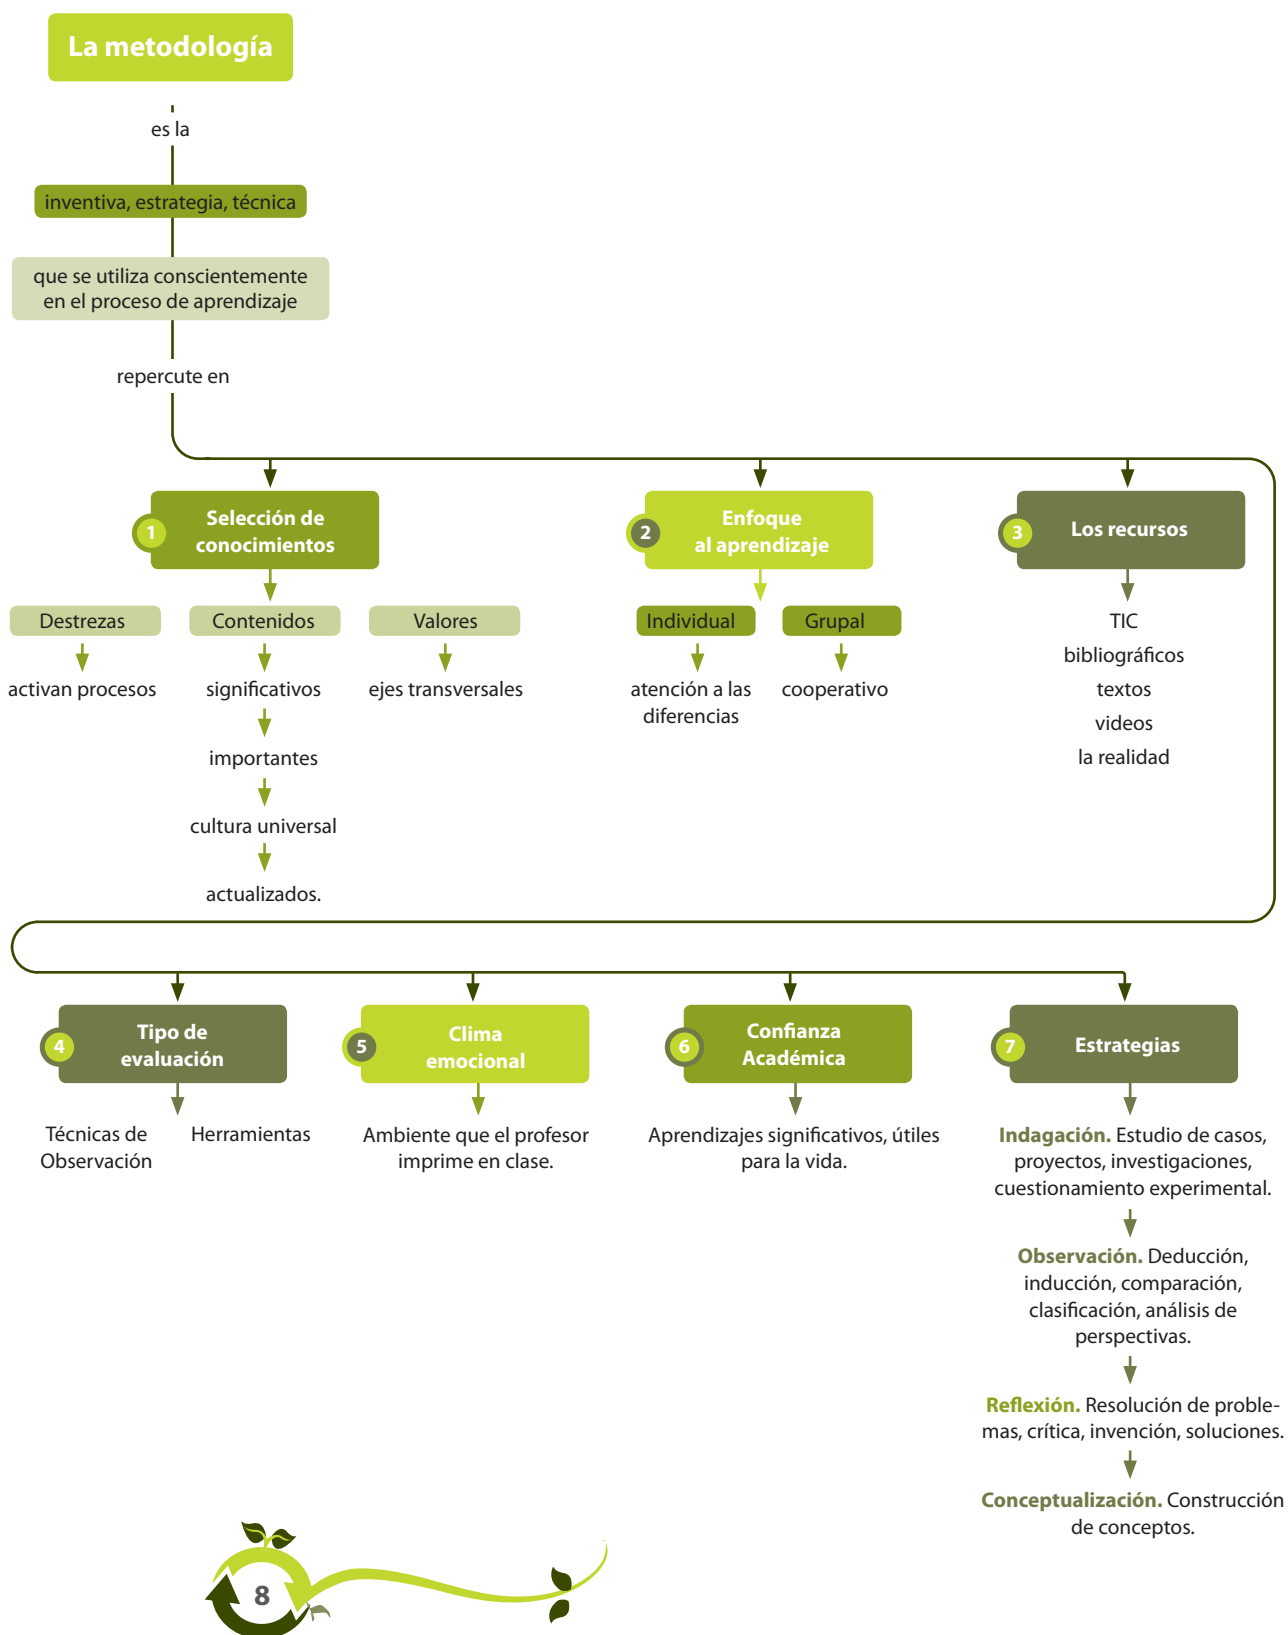 La metodología
es la
inventiva, estrategia, técnica
que se utiliza conscientemente
en el proceso de aprendizaje
repercute en
1
Selección de
conocimientos
Destrezas
activan procesos
Contenidos
significativos
importantes
cultura universal
actualizados.
Valores
ejes transversales
2
Enfoque
al aprendizaje
Individual
atención a las
diferencias
Grupal
cooperativo
3
Los recursos
TIC
bibliográficos
textos
videos
la realidad
4
Tipo de
evaluación
Técnicas de
Observación
Herramientas
5
Clima
emocional
Ambiente que el profesor
imprime en clase.
6
Confianza
Académica
Aprendizajes significativos, útiles
para la vida.
7
Estrategias
Indagación. Estudio de casos,
proyectos, investigaciones,
cuestionamiento experimental.
Observación. Deducción,
inducción, comparación,
clasificación, análisis de
perspectivas.
Reflexión. Resolución de proble-
mas, crítica, invención, soluciones.
Conceptualización. Construcción
de conceptos.
8